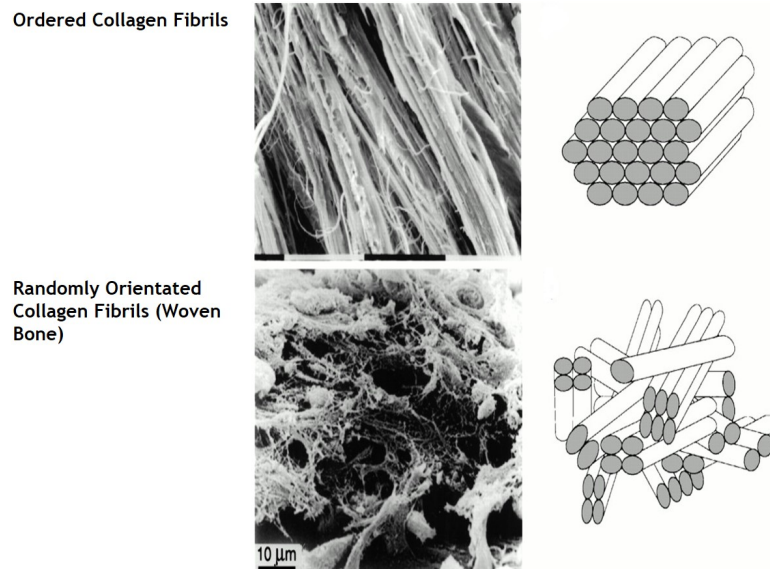 Ordered Collagen Fibrils
Randomly Orientated
Collagen Fibrils (Woven
Bone)
10 µm